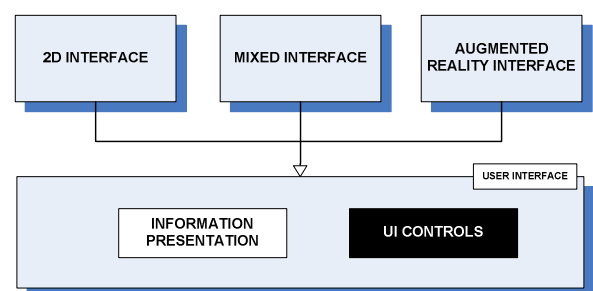 2D INTERFACE
MIXED INTERFACE
AUGMENTED
REALITY INTERFACE
USER INTERFACE
INFORMATION
PRESENTATION
UI CONTROLS